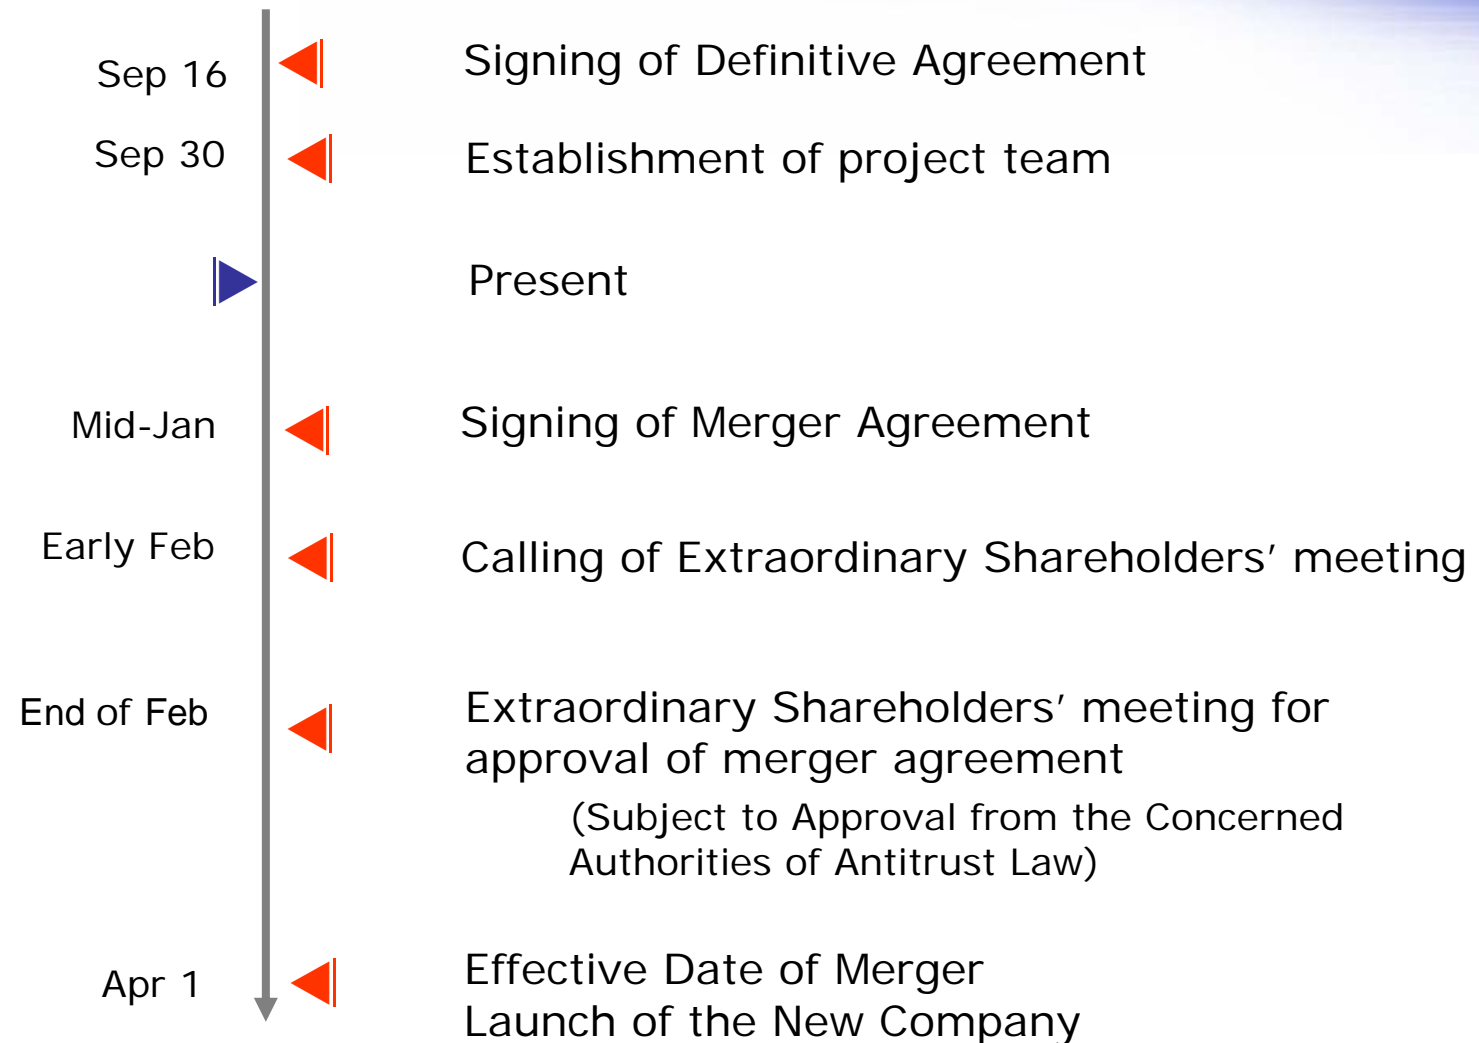 Sep 16
Signing of Definitive Agreement
Sep 30
Establishment of project team
Present
Mid-Jan
Signing of Merger Agreement
Early Feb
Calling of Extraordinary Shareholders’ meeting
End of Feb
Extraordinary Shareholders’ meeting for
approval of merger agreement
(Subject to Approval from the Concerned
Authorities of Antitrust Law)
Apr 1
Effective Date of Merger
Launch of the New Company